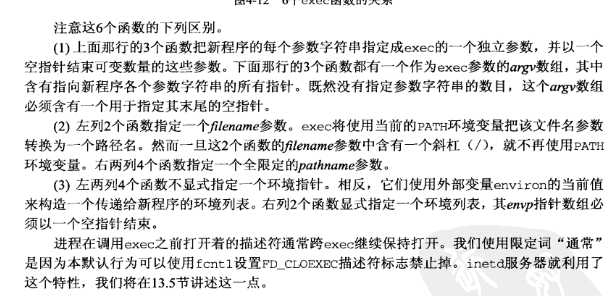 图4-12 6个exec函数的关系
注意这6个函数的下列区别。
(1) 上面那行的3个函数把新程序的每个参数字符串指定成exec的一个独立参数，并以一个
空指针结束可变数量的这些参数。下面那行的3个函数都有一个作为exec参数的argv数组，其中
含有指向新程序各个参数字符串的所有指针。既然没有指定参数字符串的数目，这个argv数组
必须含有一个用于指定其末尾的空指针。
(2) 左列2个函数指定一个filename参数。exec将使用当前的PATH环境变量把该文件名参数
转换为一个路径名。然而一旦这2个函数的filename参数中含有一个斜杠（/），就不再使用PATH
环境变量。右两列4个函数指定一个全限定的pathname参数。
(3) 左两列4个函数不显式指定一个环境指针。相反，它们使用外部变量environ的当前值
来构造一个传递给新程序的环境列表。右列2个函数显式指定一个环境列表，其envp指针数组必
须以一个空指针结束。
进程在调用exec之前打开着的描述符通常跨exec继续保持打开。我们使用限定词“通常”
是因为本默认行为可以使用fcntl设置FD_CLOEXEC描述符标志禁止掉。inetd服务器就利用了
这个特性，我们将在13.5节讲述这一点。